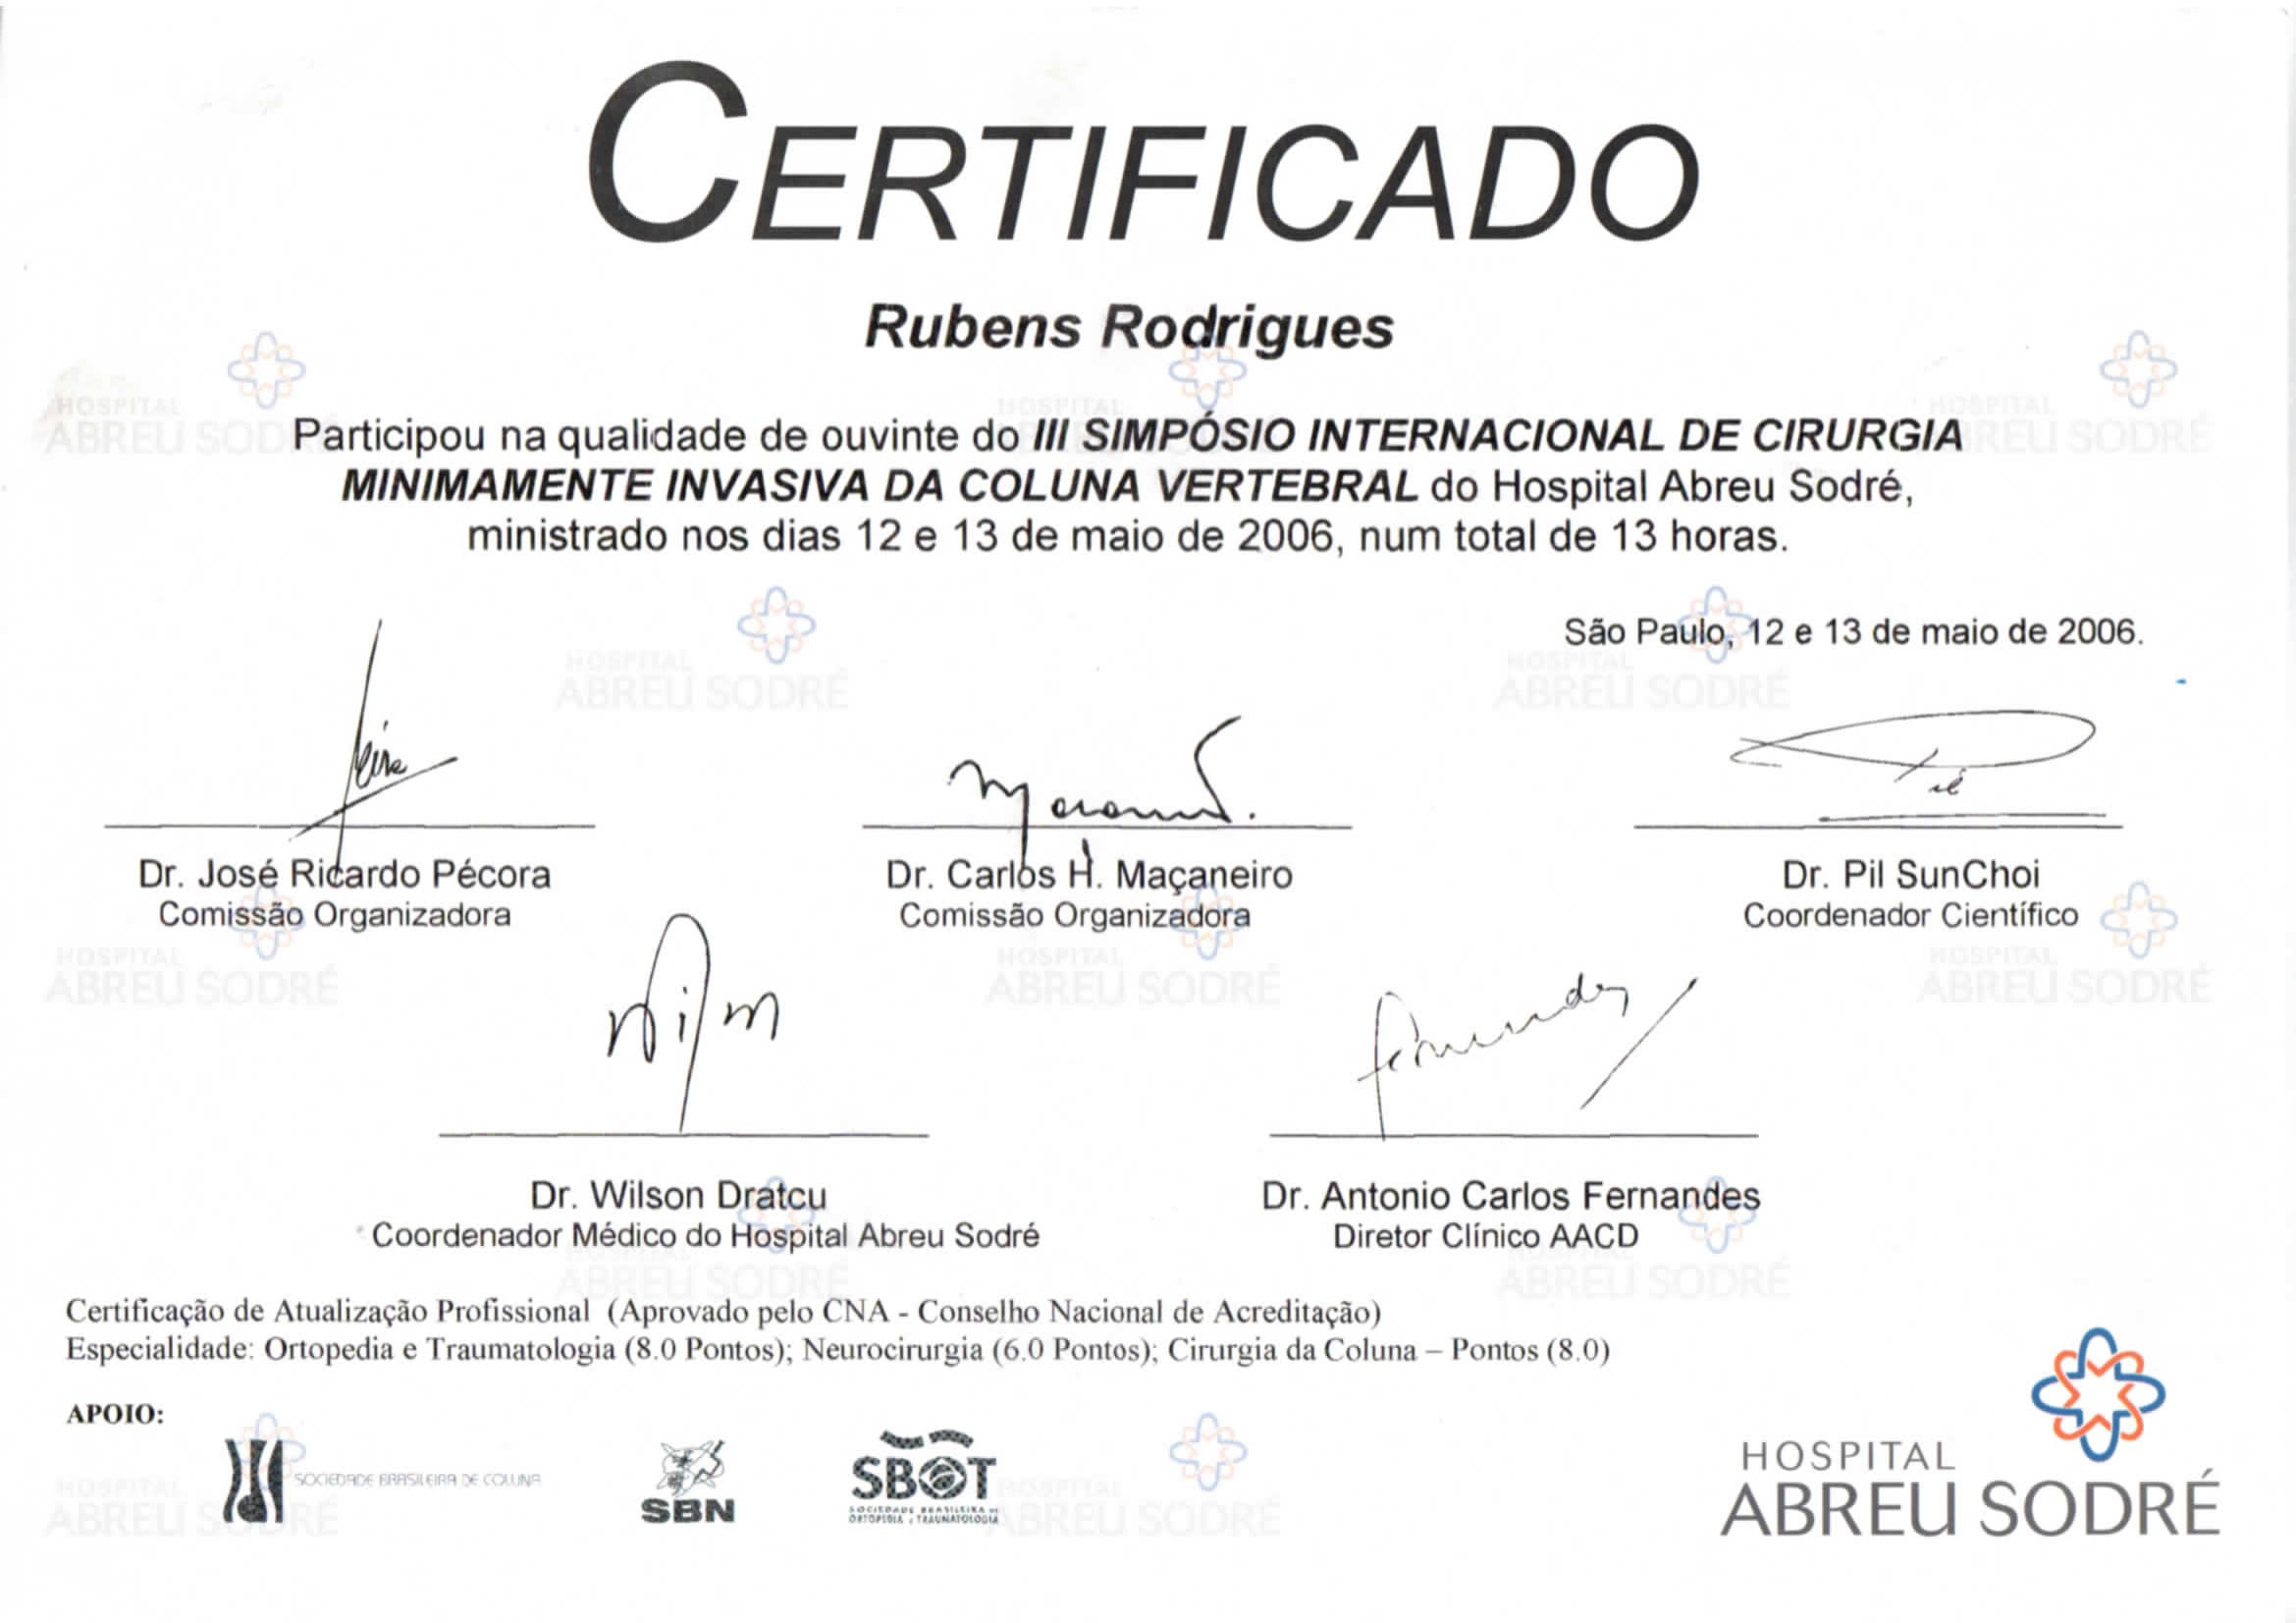 CERTIFICADO
Rubens Rodrigues
Participou na qualidade de ouvinte do III SIMPÓSIO INTERNACIONAL DE CIRURGIA
MINIMAMENTE INVASIVA DA COLUNA VERTEBRAL do Hospital Abreu Sodré,
ministrado nos dias 12 e 13 de maio de 2006, num total de 13 horas.
São Paulo, 12 e 13 de maio de 2006.
Dr. José Ricardo Pécora
Comissão Organizadora
Dr. Carlos H. Maçaneiro
Comissão Organizadora
Dr. Pil SunChoi
Coordenador Científico
Dr. Wilson Dratcu
Coordenador Médico do Hospital Abreu Sodré
Dr. Antonio Carlos Fernandes
Diretor Clínico AACD
Certificação de Atualização Profissional (Aprovado pelo CNA - Conselho Nacional de Acreditação)
Especialidade: Ortopedia e Traumatologia (8.0 Pontos); Neurocirurgia (6.0 Pontos); Cirurgia da Coluna – Pontos (8.0)
APOIO:
SOCIEDADE BRASILEIRA DE COLUNA
SBN
SBOT
SOCIEDADE BRASILEIRA DE
ORTOPEDIA E TRAUMATOLOGIA
HOSPITAL
ABREU SODRÉ